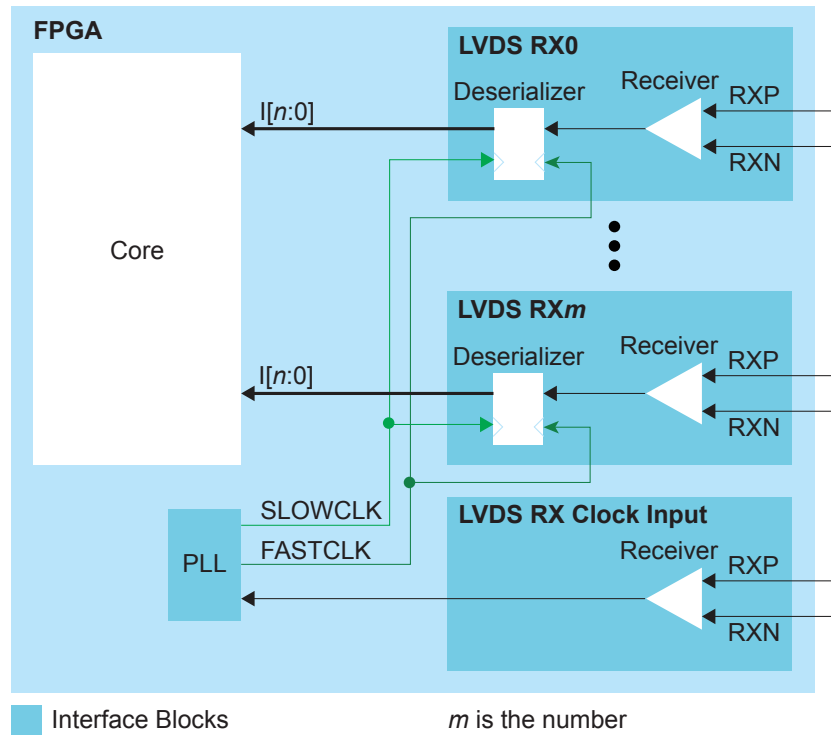 FPGA
LVDS RX0
Deserializer
Receiver
RXP
RXN
I[n:0]
Core
LVDS RXm
Deserializer
Receiver
RXP
RXN
I[n:0]
SLOWCLK
FASTCLK
PLL
LVDS RX Clock Input
Receiver
RXP
RXN
Interface Blocks
m is the number